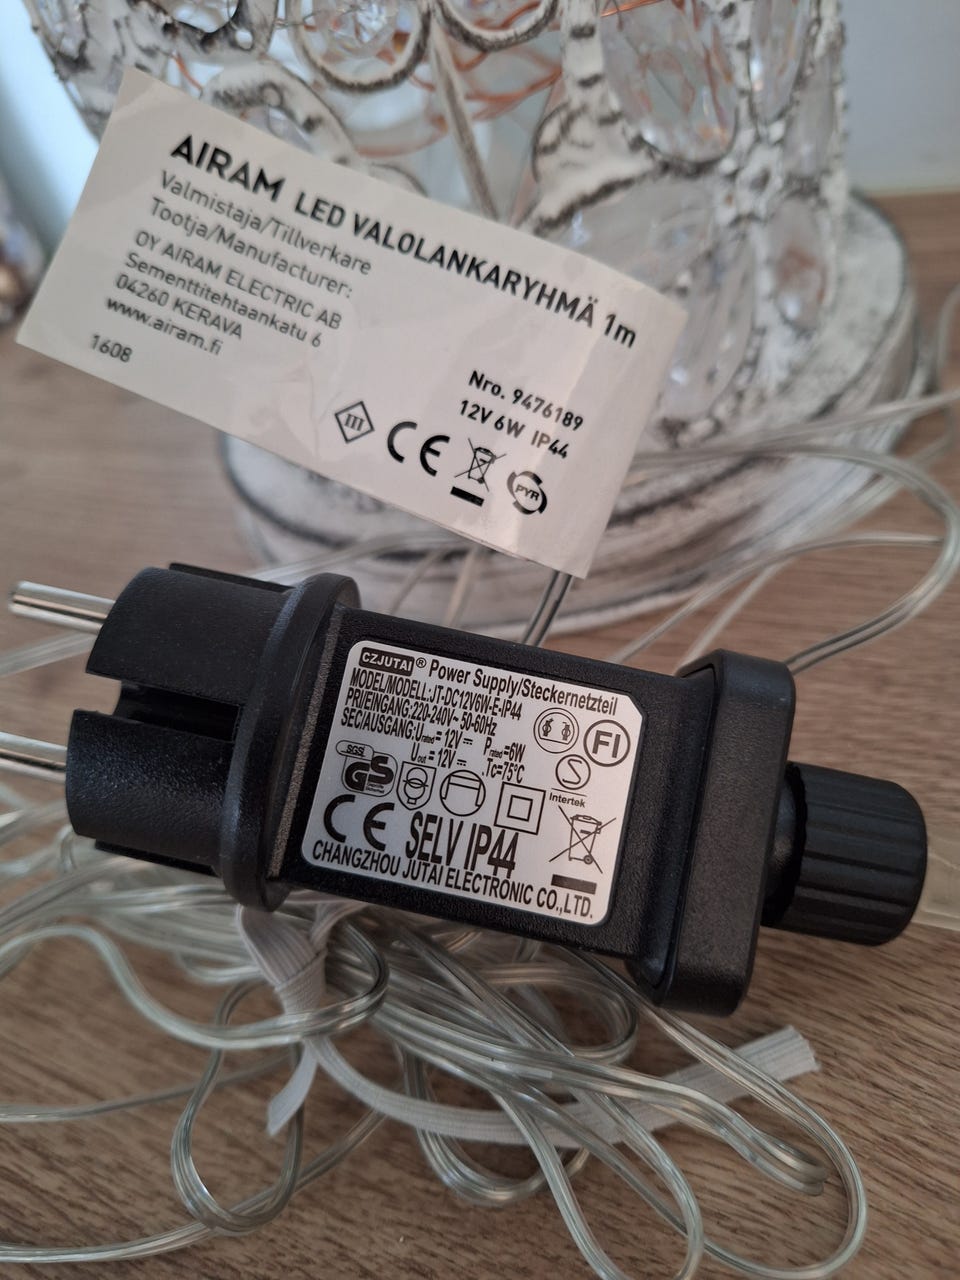 AIRAM LED VALOLANKARYHMÄ 1m
Valmistaja/Tillverkare
Tootja/Manufacturer:
OY AIRAM ELECTRIC AB
Sementtitehtaankatu 6
04260 KERAVA
www.airam.fi
1608
Nro. 9476189
12V 6W IP44
III
CE
PYR
CZJUTAI® Power Supply/Steckernetzteil
MODEL/MODELL:JT-DC12V6W-E-IP44
PRI/EINGANG:220-240V~ 50-60Hz
SEC/AUSGANG:Urated = 12V⎓ Prated =6W
Uout = 12V⎓ .Tc=75°C
FI
S
Intertek
SGS
GS
CE SELV IP44
CHANGZHOU JUTAI ELECTRONIC CO.,LTD.